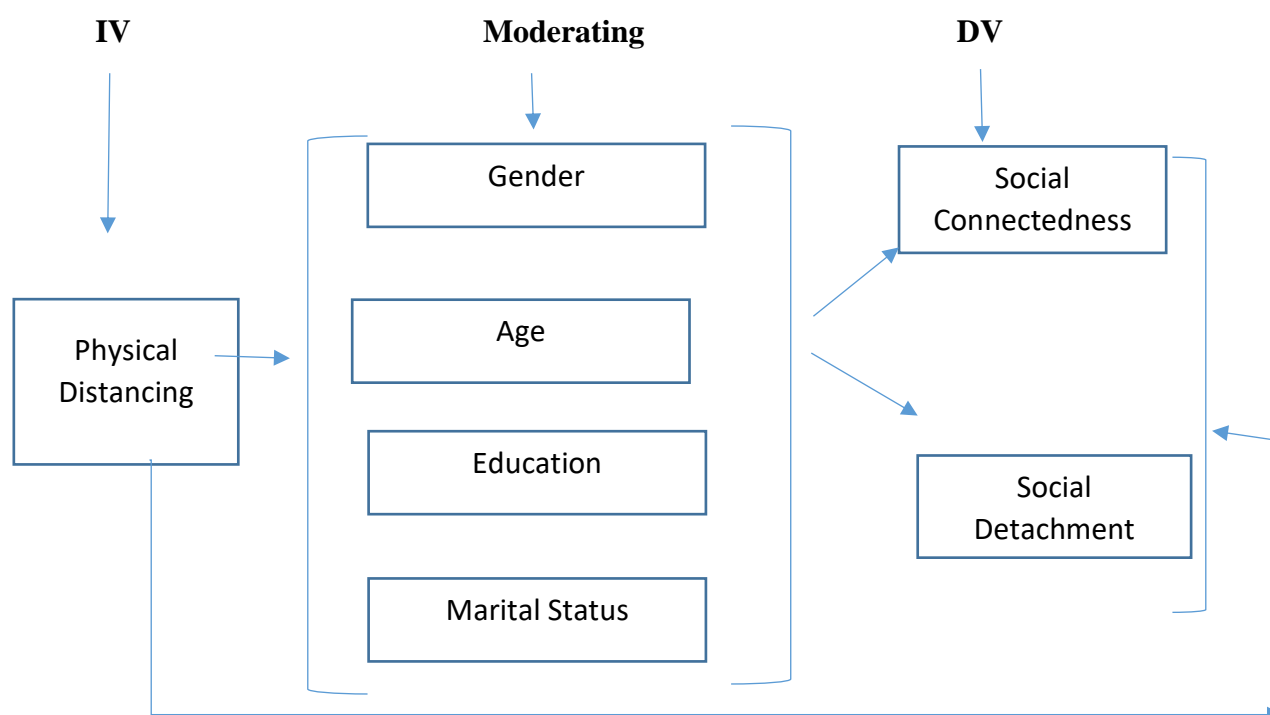 IV
Moderating
DV
Gender
Social
Connectedness
Age
Physical
Distancing
Education
Social
Detachment
Marital Status